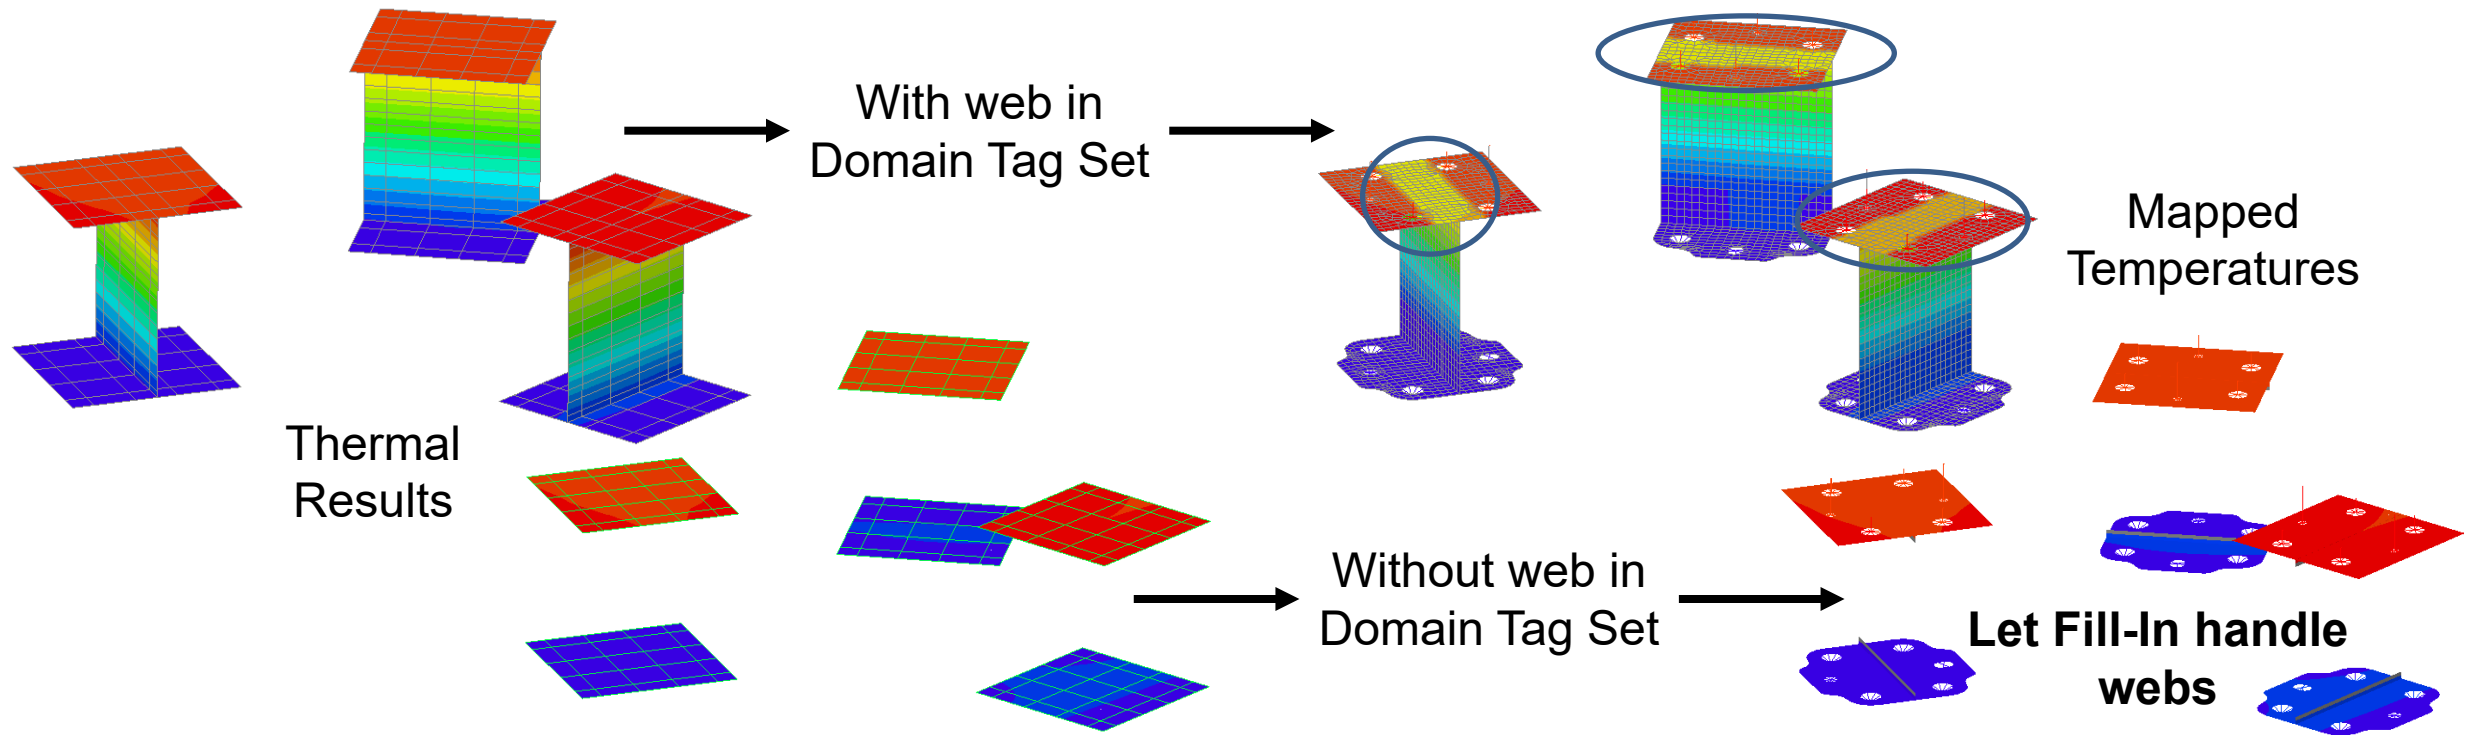 With web in
Domain Tag Set
Mapped
Temperatures
Thermal
Results
Without web in
Domain Tag Set
Let Fill-In handle
webs